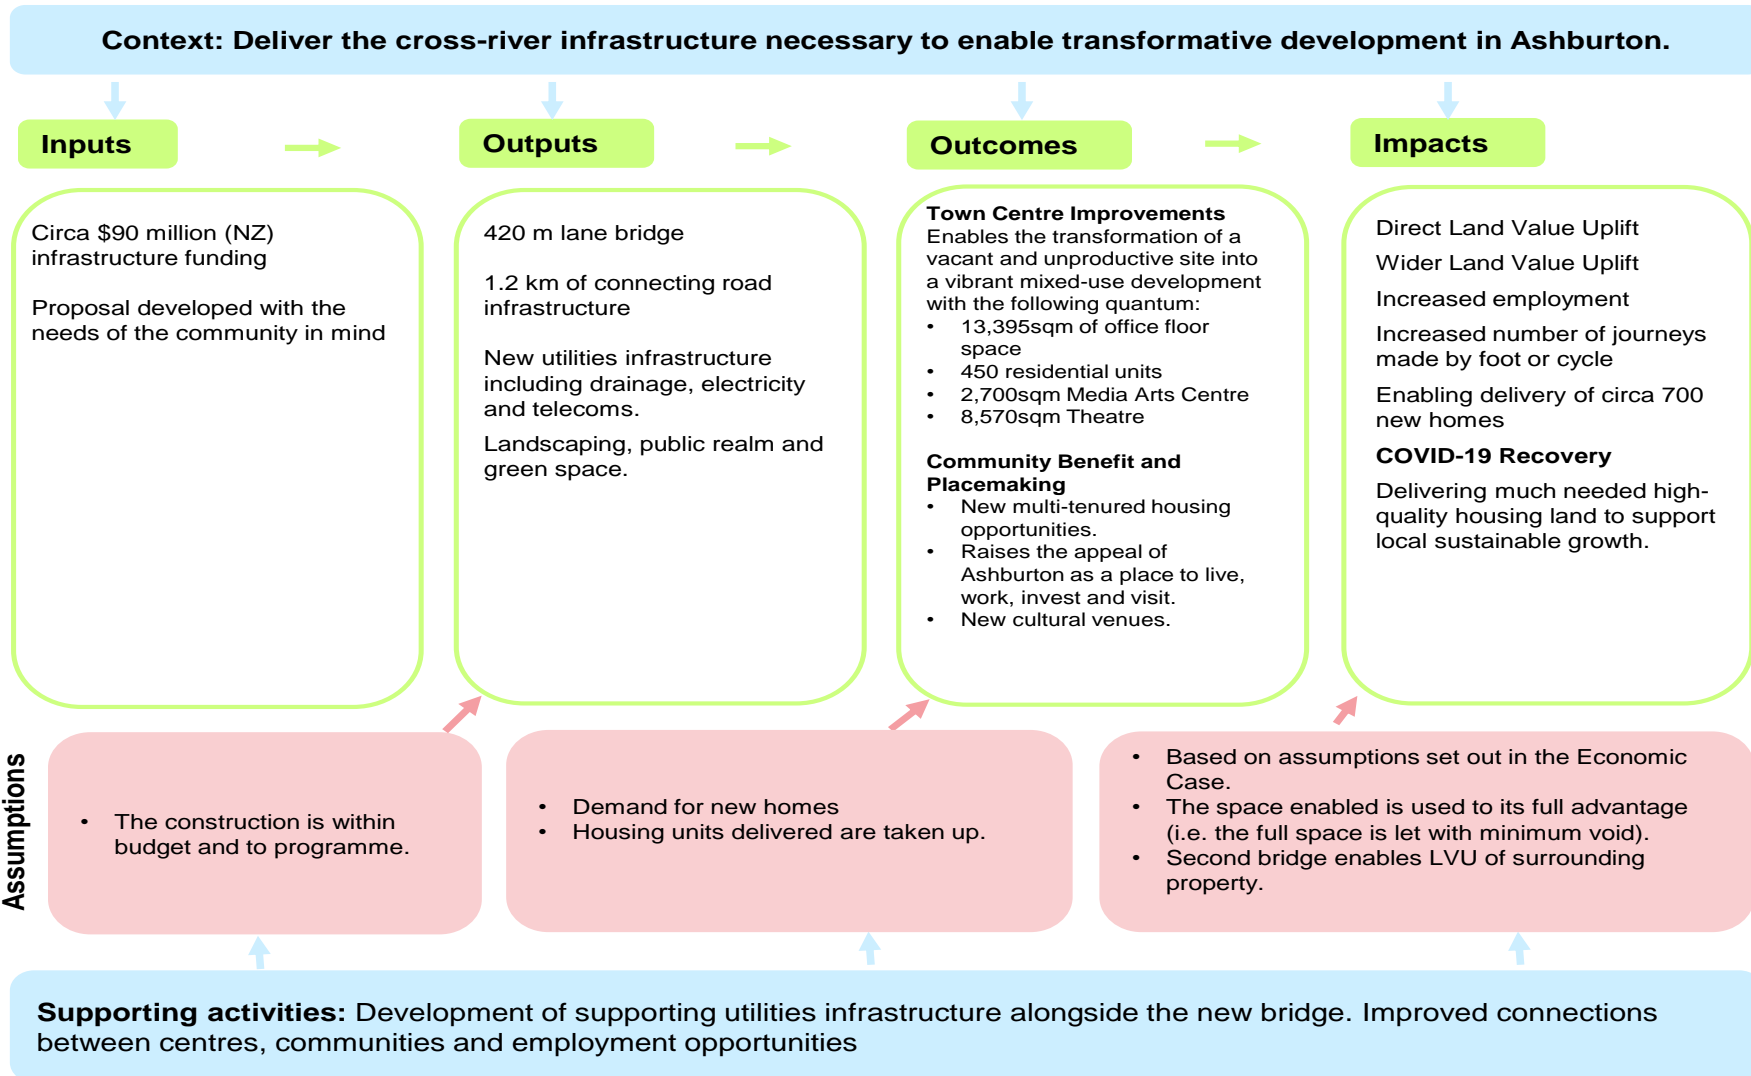 Context: Deliver the cross-river infrastructure necessary to enable transformative development in Ashburton.
Inputs
Outputs
Outcomes
Impacts
Circa $90 million (NZ)
infrastructure funding
Proposal developed with the
needs of the community in mind
420 m lane bridge
1.2 km of connecting road
infrastructure
New utilities infrastructure
including drainage, electricity
and telecoms.
Landscaping, public realm and
green space.
Town Centre Improvements
Enables the transformation of a
vacant and unproductive site into
a vibrant mixed-use development
with the following quantum:
• 13,395sqm of office floor
space
• 450 residential units
• 2,700sqm Media Arts Centre
• 8,570sqm Theatre
Community Benefit and
Placemaking
• New multi-tenured housing
opportunities.
• Raises the appeal of
Ashburton as a place to live,
work, invest and visit.
• New cultural venues.
Direct Land Value Uplift
Wider Land Value Uplift
Increased employment
Increased number of journeys
made by foot or cycle
Enabling delivery of circa 700
new homes
COVID-19 Recovery
Delivering much needed high-
quality housing land to support
local sustainable growth.
Assumptions
• The construction is within
budget and to programme.
• Demand for new homes
• Housing units delivered are taken up.
• Based on assumptions set out in the Economic
Case.
• The space enabled is used to its full advantage
(i.e. the full space is let with minimum void).
• Second bridge enables LVU of surrounding
property.
Supporting activities: Development of supporting utilities infrastructure alongside the new bridge. Improved connections
between centres, communities and employment opportunities